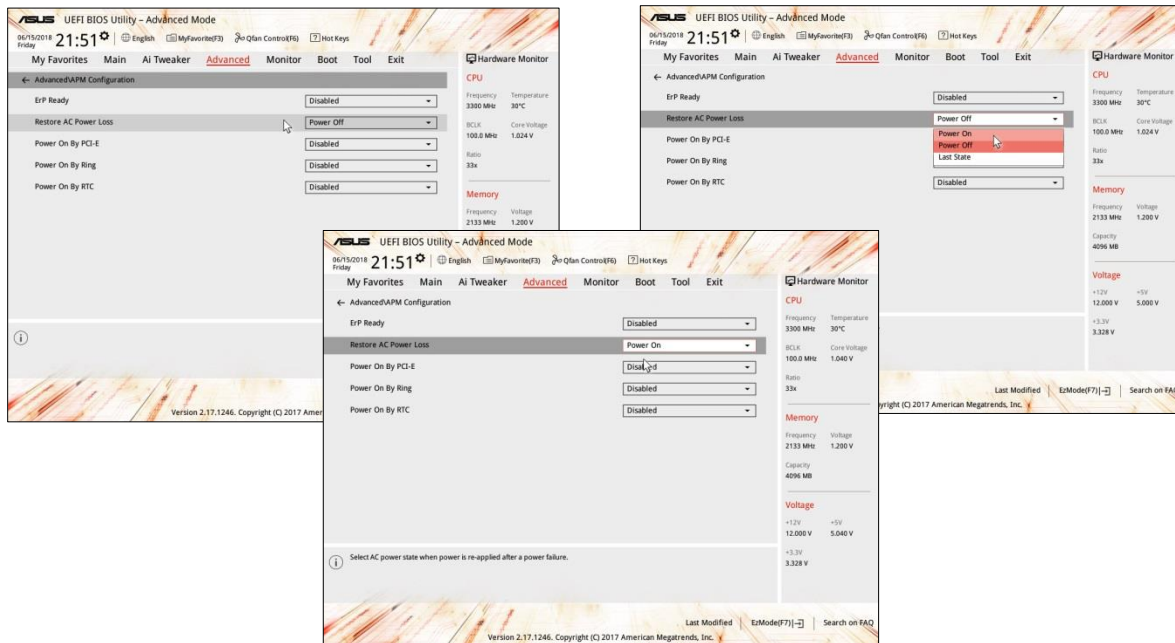 ASUS UEFI BIOS Utility – Advanced Mode
06/15/2018 Friday 21:51 English MyFavorite(F3) Qfan Control(F6) Hot Keys
My Favorites Main Ai Tweaker Advanced Monitor Boot Tool Exit
← Advanced\APM Configuration
ErP Ready Disabled
Restore AC Power Loss Power Off
Power On By PCI-E Disabled
Power On By Ring Disabled
Power On By RTC Disabled
Hardware Monitor
CPU
Frequency Temperature
3300 MHz 30°C
BCLK Core Voltage
100.0 MHz 1.024 V
Ratio
33x
Memory
Frequency Voltage
2133 MHz 1.200 V
Version 2.17.1246. Copyright (C) 2017 Amer
ASUS UEFI BIOS Utility – Advanced Mode
06/15/2018 Friday 21:51 English MyFavorite(F3) Qfan Control(F6) Hot Keys
My Favorites Main Ai Tweaker Advanced Monitor Boot Tool Exit
← Advanced\APM Configuration
ErP Ready Disabled
Restore AC Power Loss Power Off
Power On
Power Off
Last State
Power On By PCI-E
Power On By Ring
Power On By RTC Disabled
Hardware Monitor
CPU
Frequency Temperature
3300 MHz 30°C
BCLK Core Voltage
100.0 MHz 1.024 V
Ratio
33x
Memory
Frequency Voltage
2133 MHz 1.200 V
Capacity
4096 MB
Voltage
+12V +5V
12.000 V 5.000 V
+3.3V
3.328 V
Last Modified EzMode(F7) Search on FAQ
yright (C) 2017 American Megatrends, Inc.
ASUS UEFI BIOS Utility – Advanced Mode
06/15/2018 Friday 21:51 English MyFavorite(F3) Qfan Control(F6) Hot Keys
My Favorites Main Ai Tweaker Advanced Monitor Boot Tool Exit
← Advanced\APM Configuration
ErP Ready Disabled
Restore AC Power Loss Power On
Power On By PCI-E Disabled
Power On By Ring Disabled
Power On By RTC Disabled
Select AC power state when power is re-applied after a power failure.
Hardware Monitor
CPU
Frequency Temperature
3300 MHz 30°C
BCLK Core Voltage
100.0 MHz 1.040 V
Ratio
33x
Memory
Frequency Voltage
2133 MHz 1.200 V
Capacity
4096 MB
Voltage
+12V +5V
12.000 V 5.040 V
+3.3V
3.328 V
Last Modified EzMode(F7) Search on FAQ
Version 2.17.1246. Copyright (C) 2017 American Megatrends, Inc.